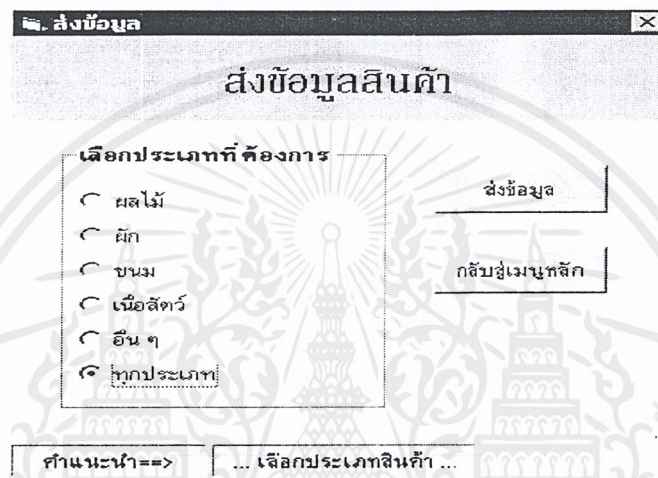 ส่งข้อมูล
ส่งข้อมูลสินค้า
เลือกประเภทที่ต้องการ
ผลไม้
ผัก
ขนม
เนื้อสัตว์
อื่น ๆ
ทุกประเภท
ส่งข้อมูล
กลับสู่เมนูหลัก
คำแนะนำ==> ... เลือกประเภทสินค้า ...